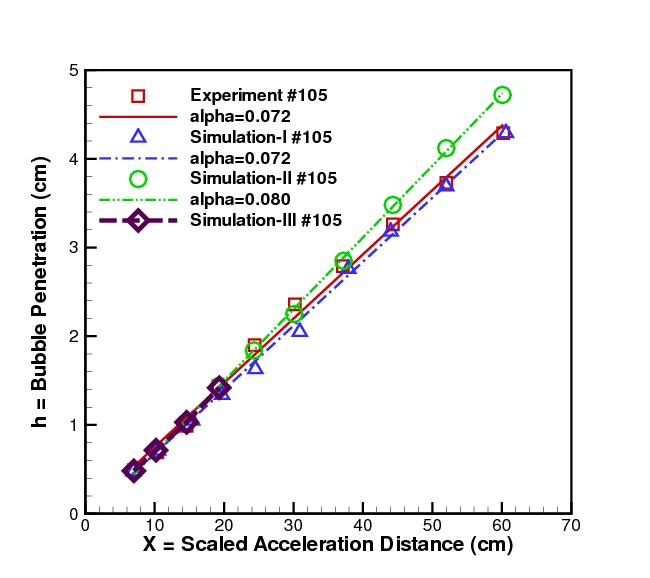 5
4
3
2
1
0
Experiment #105
alpha=0.072
Simulation-I #105
alpha=0.072
Simulation-II #105
alpha=0.080
Simulation-III #105
h = Bubble Penetration (cm)
0 10 20 30 40 50 60 70
X = Scaled Acceleration Distance (cm)